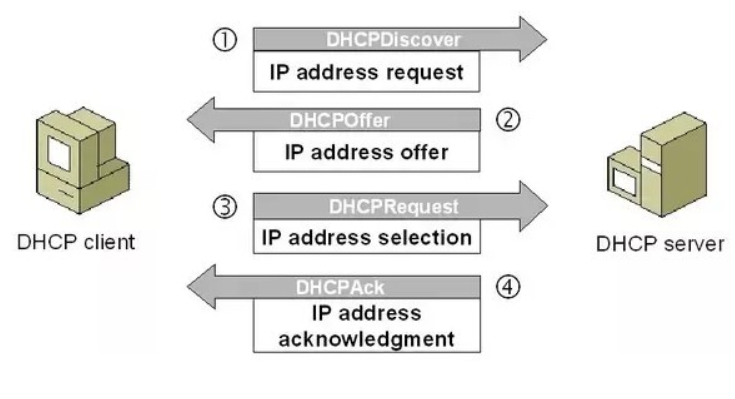 ① DHCPDiscover
IP address request
DHCPOffer ②
IP address offer
③ DHCPRequest
IP address selection
DHCP client
DHCP server
DHCPAck ④
IP address
acknowledgment